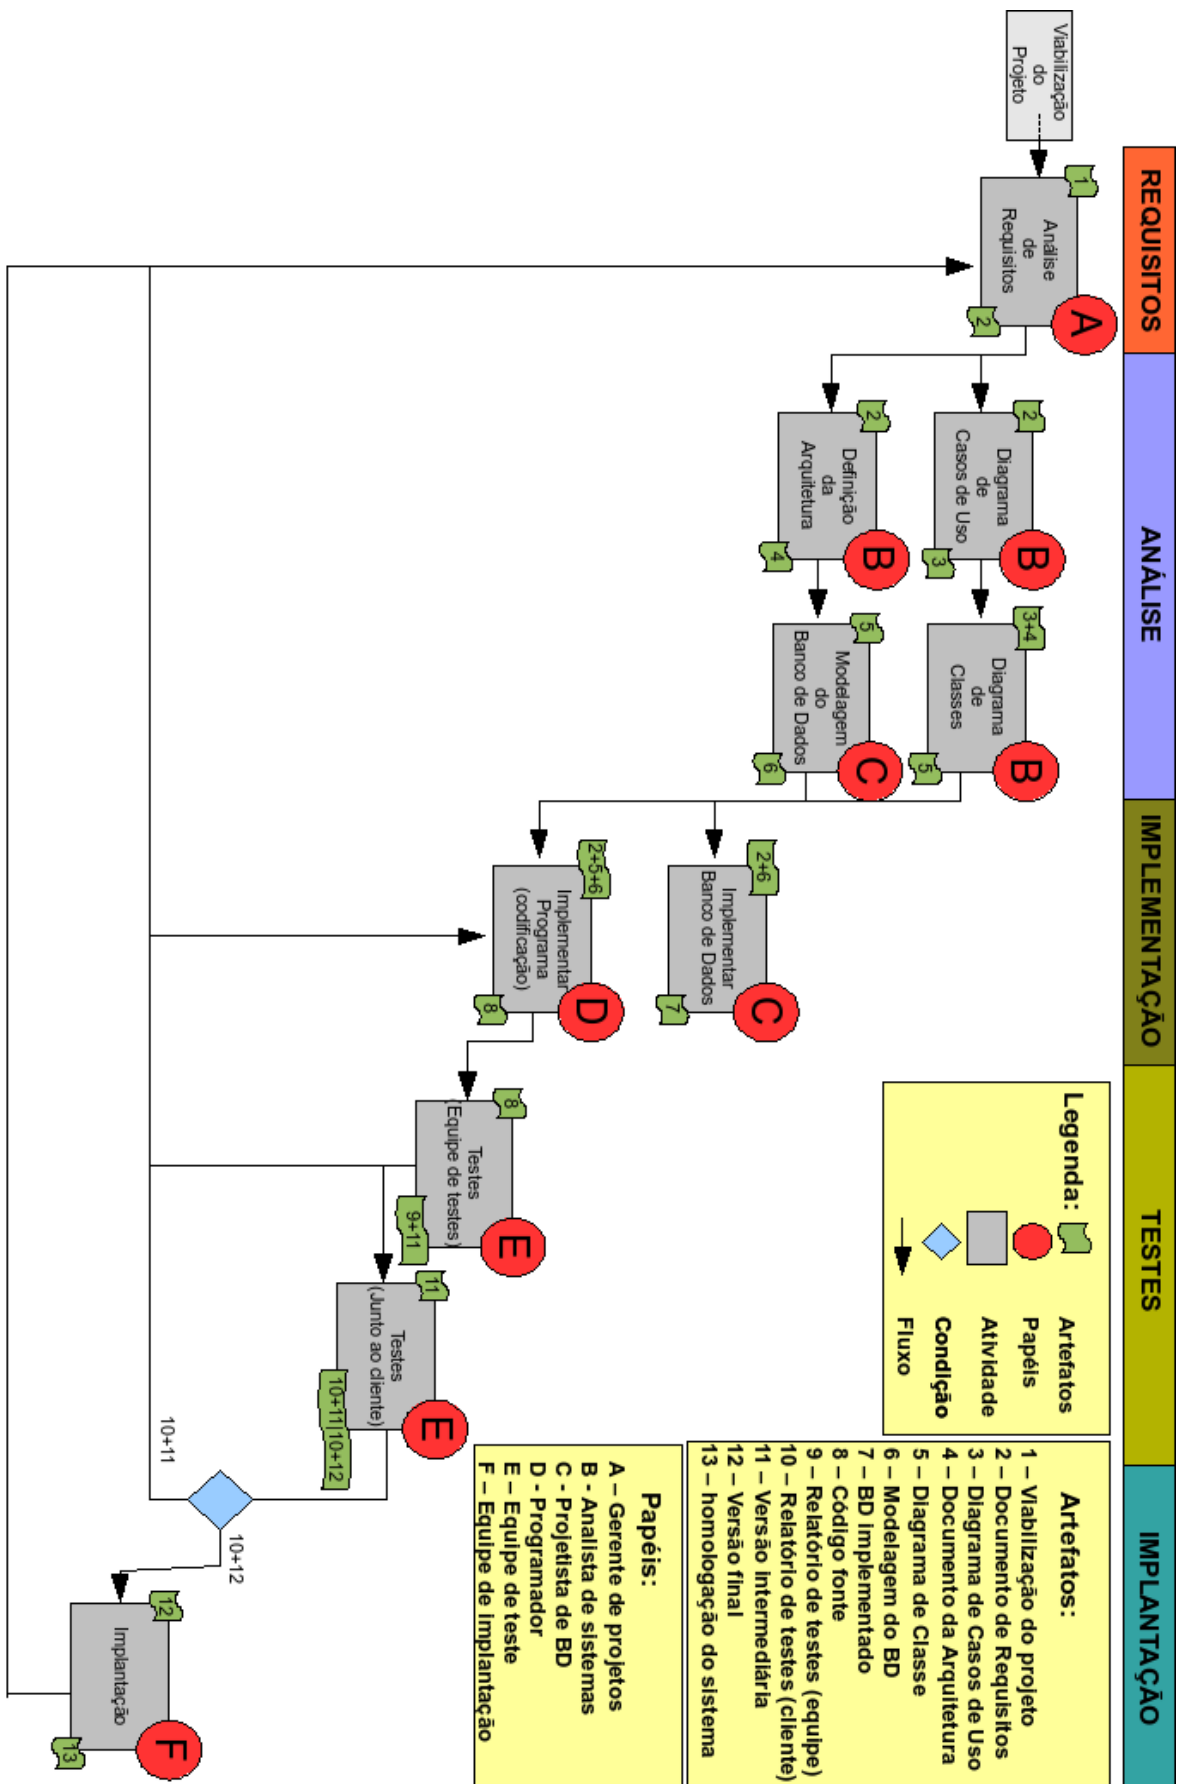 REQUISITOS
ANÁLISE
IMPLEMENTAÇÃO
TESTES
IMPLANTAÇÃO
Viabilização
do
Projeto
1
Análise
de
Requisitos
A
2
2
Diagrama
de
Casos de Uso
B
3
2
Definição
da
Arquitetura
B
4
3+4
Diagrama
de
Classes
B
5
5
Modelagem
do
Banco de Dados
C
6
2+6
Implementar
Banco de Dados
C
7
2+5+6
Implementar
Programa
(codificação)
D
8
8
Testes
(Equipe de testes)
E
9+11
11
Testes
(Junto ao cliente)
E
10+11|10+12
10+11
10+12
12
Implantação
F
13
Legenda:
Artefatos
Papéis
Atividade
Condição
Fluxo
Artefatos:
1 – Viabilização do projeto
2 – Documento de Requisitos
3 – Diagrama de Casos de Uso
4 – Documento da Arquitetura
5 – Diagrama de Classe
6 – Modelagem do BD
7 – BD implementado
8 – Código fonte
9 – Relatório de testes (equipe)
10 – Relatório de testes (cliente)
11 – Versão intermediária
12 – Versão final
13 – homologação do sistema
Papéis:
A – Gerente de projetos
B - Analista de sistemas
C - Projetista de BD
D - Programador
E – Equipe de teste
F – Equipe de implantação